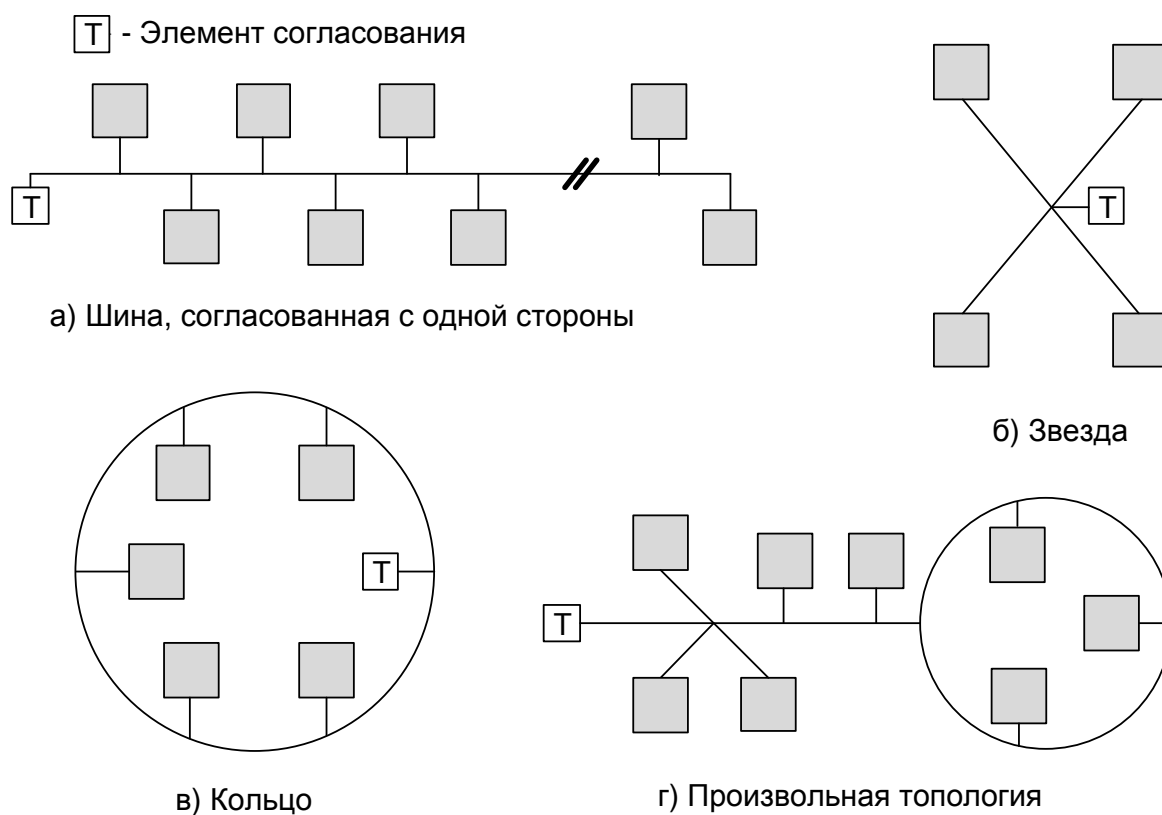 T - Элемент согласования
T
T
а) Шина, согласованная с одной стороны
б) Звезда
T
T
в) Кольцо
г) Произвольная топология